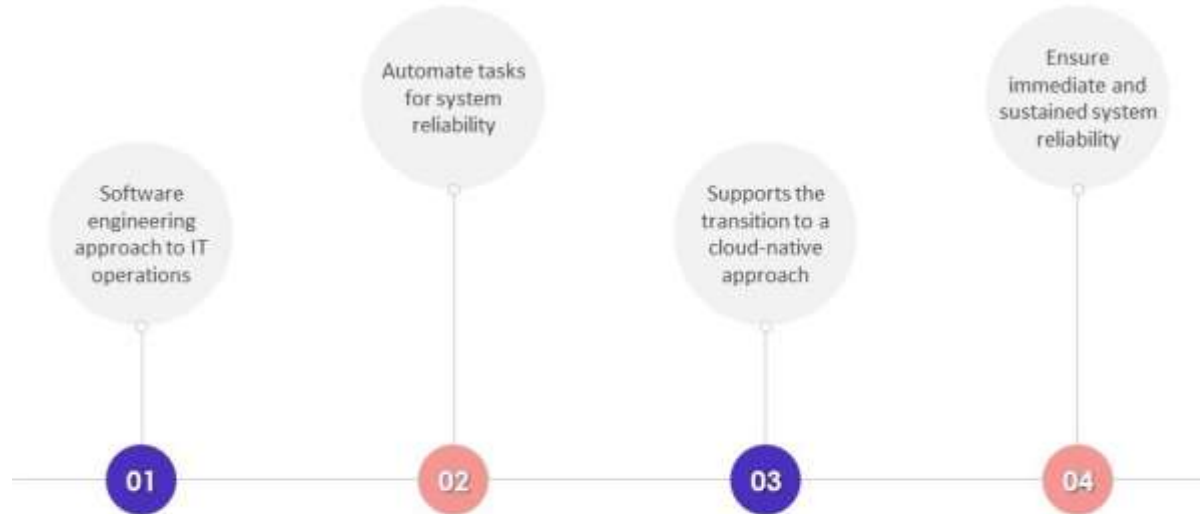 Software
engineering
approach to IT
operations
01
Automate tasks
for system
reliability
02
Supports the
transition to a
cloud-native
approach
03
Ensure
immediate and
sustained system
reliability
04